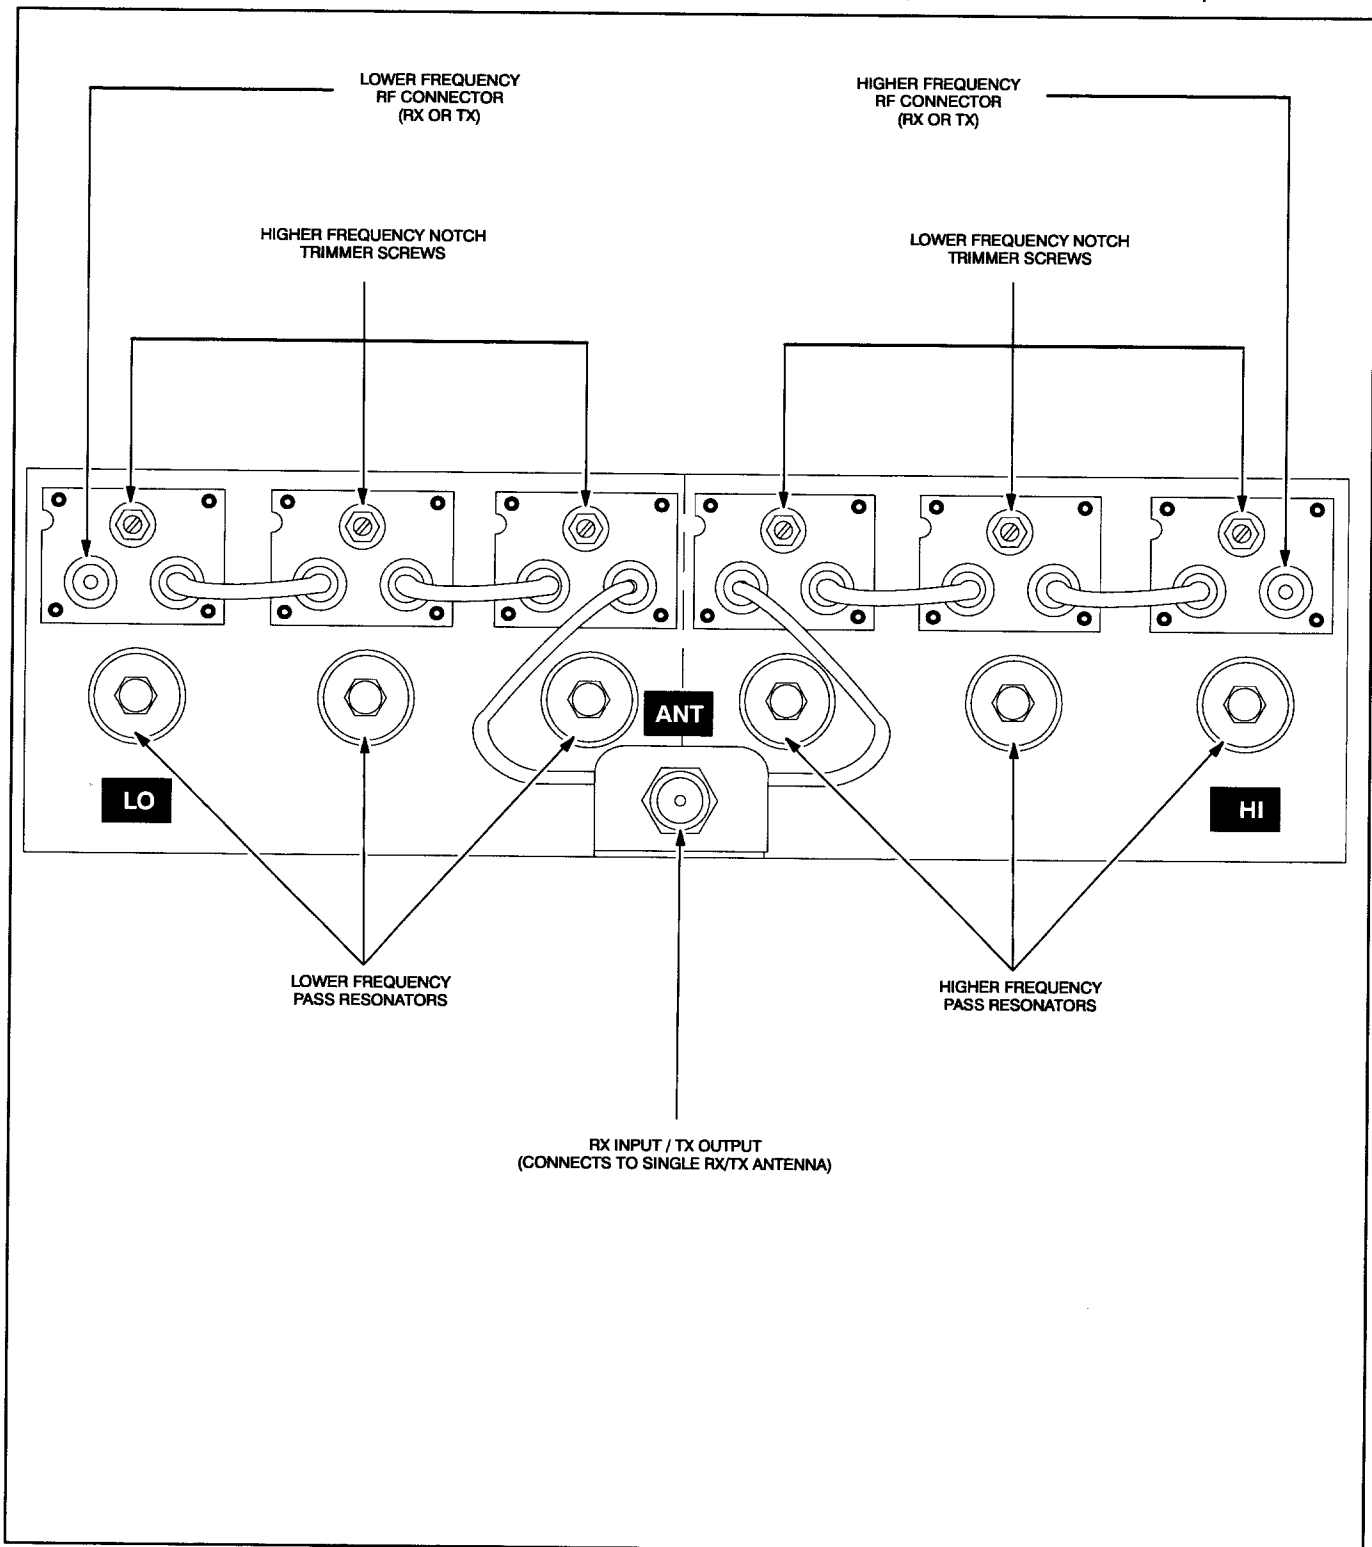 LOWER FREQUENCY
RF CONNECTOR
(RX OR TX)
HIGHER FREQUENCY
RF CONNECTOR
(RX OR TX)
HIGHER FREQUENCY NOTCH
TRIMMER SCREWS
LOWER FREQUENCY NOTCH
TRIMMER SCREWS
ANT
LO
HI
LOWER FREQUENCY
PASS RESONATORS
HIGHER FREQUENCY
PASS RESONATORS
RX INPUT / TX OUTPUT
(CONNECTS TO SINGLE RX/TX ANTENNA)